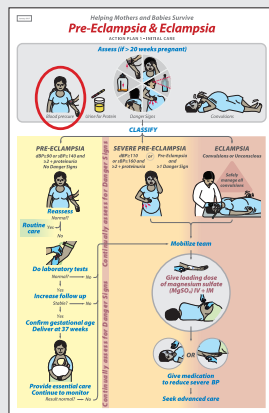 Helping Mothers and Babies Survive
Pre-Eclampsia & Eclampsia
ACTION PLAN 1 • INITIAL CARE
Assess (if > 20 weeks pregnant)
Blood pressure
Urine for Protein
Danger Signs
Convulsions
CLASSIFY
PRE-ECLAMPSIA
dBP≥90 or sBP≥140 and
≥2 + proteinuria
No Danger Signs
SEVERE PRE-ECLAMPSIA
dBP≥110
or sBP≥160 and
≥2 + proteinuria
or
Pre-Eclampsia
and
≥1 Danger Sign
ECLAMPSIA
Convulsions or Unconscious
Safely
manage all
convulsions
Continually assess for Danger Signs
Continually assess for Danger Signs
Reassess
Normal?
Routine
care
Yes
No
Do laboratory tests
Normal?
No
Yes
Increase follow up
Stable?
No
Yes
Confirm gestational age
Deliver at 37 weeks
Provide essential care
Continue to monitor
Result normal?
No
Mobilize team
Give loading dose
of magnesium sulfate
(MgSO₄) IV + IM
OR
Give medication
to reduce severe BP
Seek advanced care